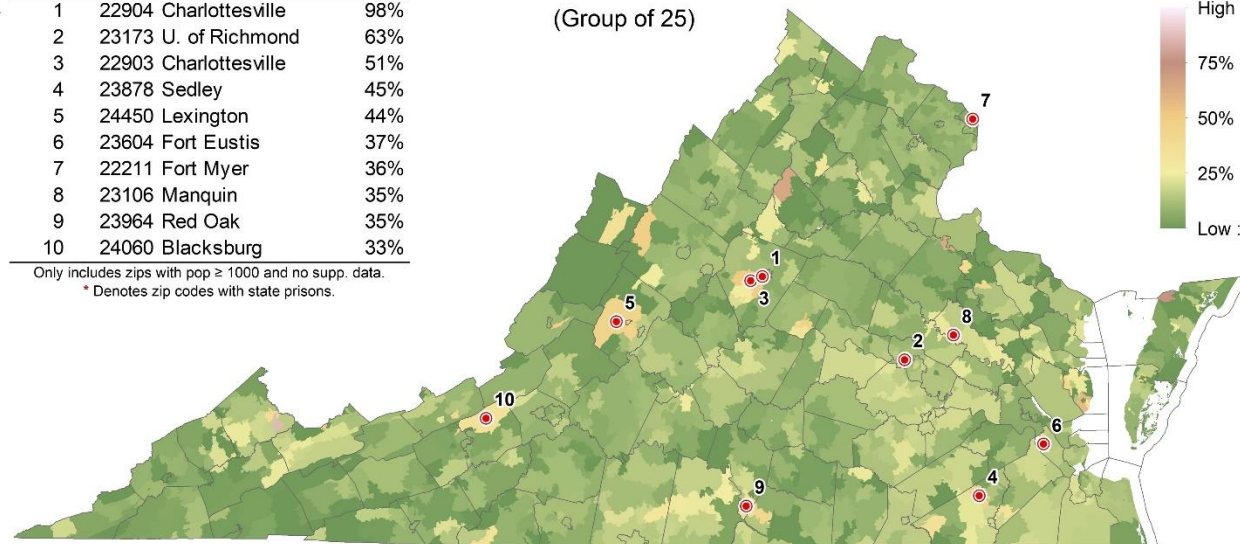 1 22904 Charlottesville 98%
2 23173 U. of Richmond 63%
3 22903 Charlottesville 51%
4 23878 Sedley 45%
5 24450 Lexington 44%
6 23604 Fort Eustis 37%
7 22211 Fort Myer 36%
8 23106 Manquin 35%
9 23964 Red Oak 35%
10 24060 Blacksburg 33%
Only includes zips with pop ≥ 1000 and no supp. data.
* Denotes zip codes with state prisons.
(Group of 25)
High
75%
50%
25%
Low :
7
1
3
5
8
2
10
6
4
9